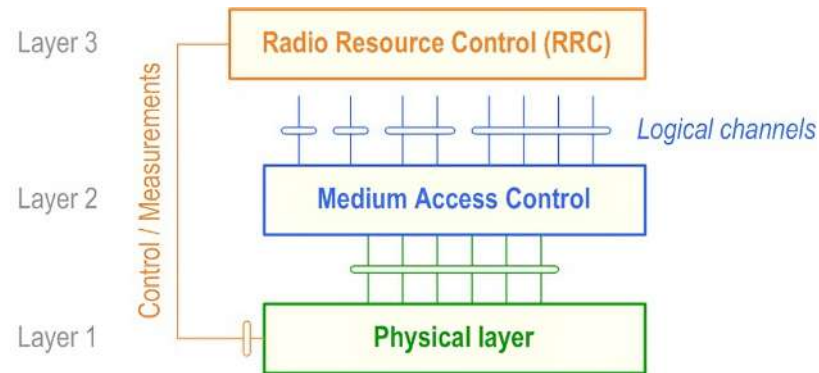 Layer 3
Radio Resource Control (RRC)
Control / Measurements
Logical channels
Layer 2
Medium Access Control
Layer 1
Physical layer